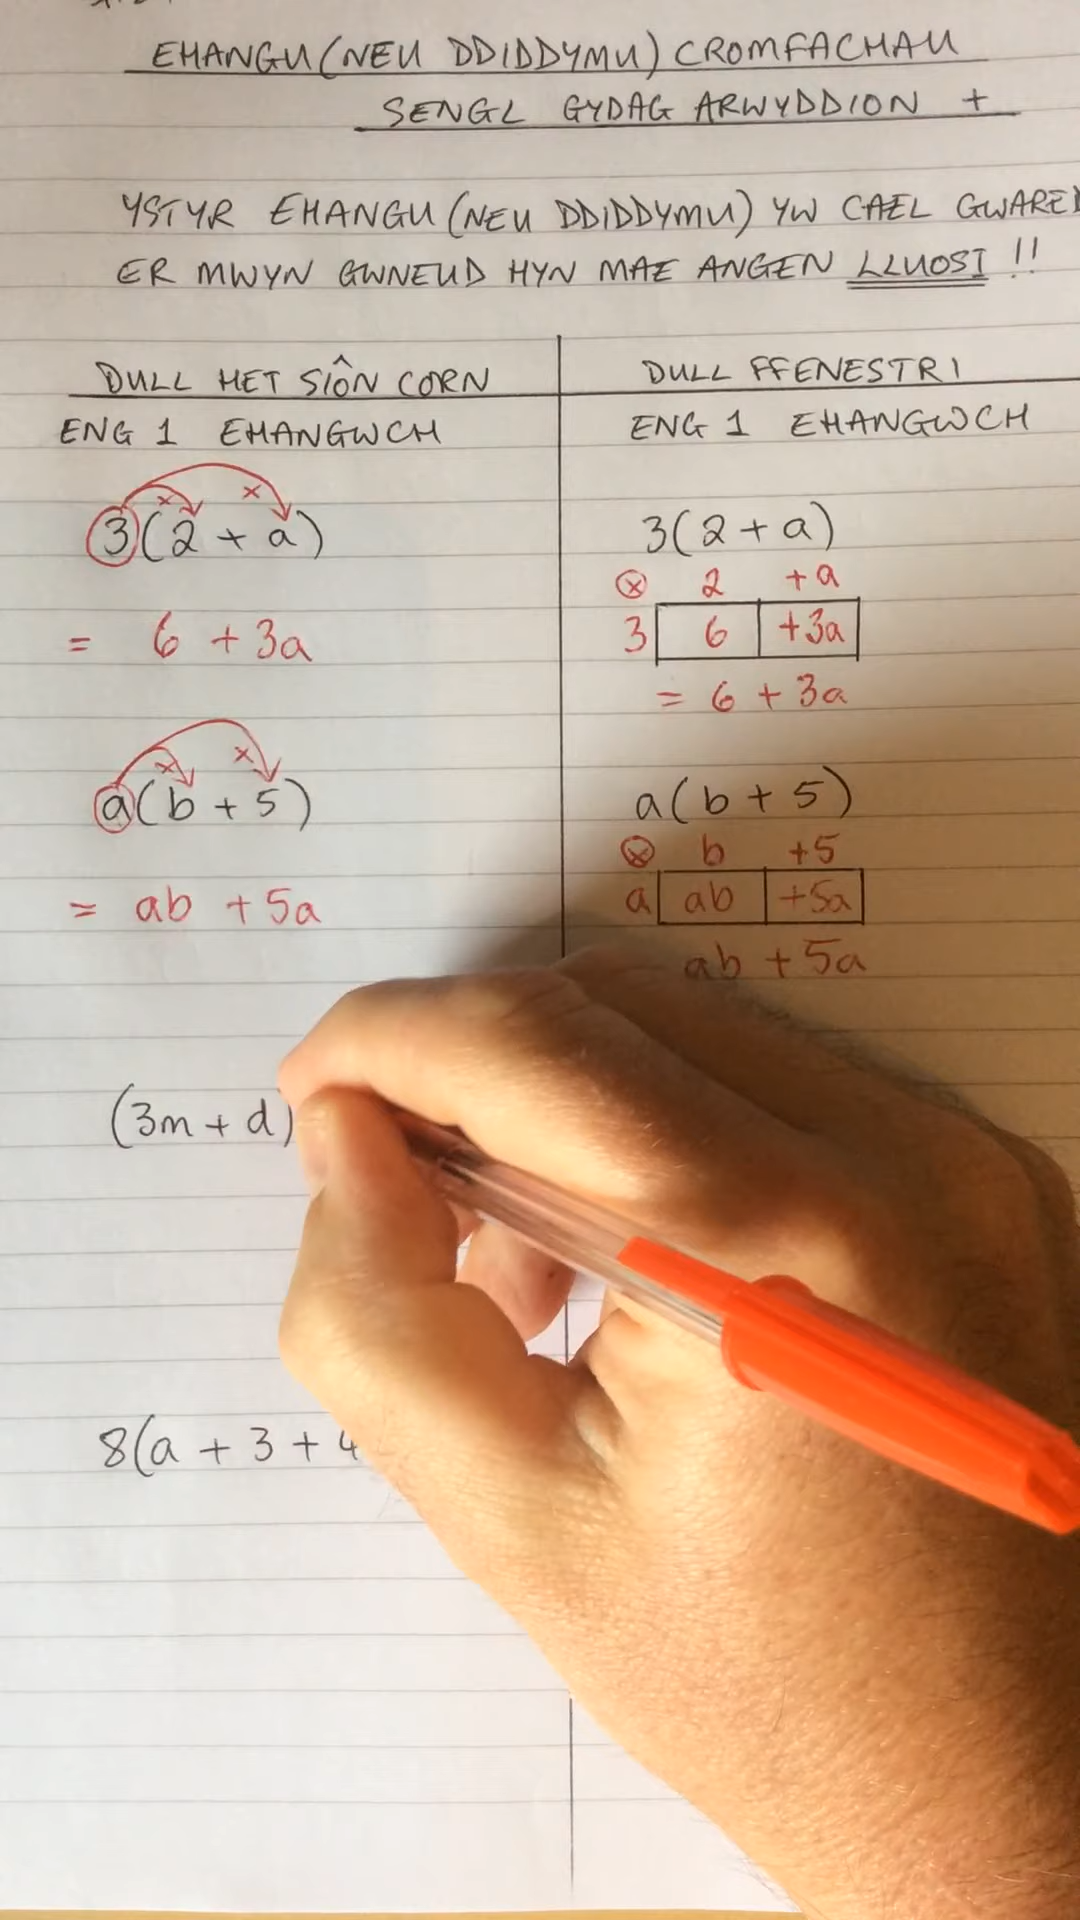 EHANGU (NEU DDIDDYMU) CROMFACHAU
SENGL GYDAG ARWYDDION +
YSTYR EHANGU (NEU DDIDDYMU) YW CAEL
ER MWYN GWNEUD HYN MAE ANGEN LLUOSI !!
DULL HET SIÔN CORN
ENG 1 EHANGWCH
x x
3(2 + a)
= 6 + 3a
x x
a(b + 5)
= ab + 5a
(3m + d)
8(a + 3 + 4
DULL FFENESTRI
ENG 1 EHANGWCH
3(2 + a)
⊗ 2 + a
3 6 +3a
= 6 + 3a
a(b + 5)
⊗ b +5
a ab +5a
ab + 5a